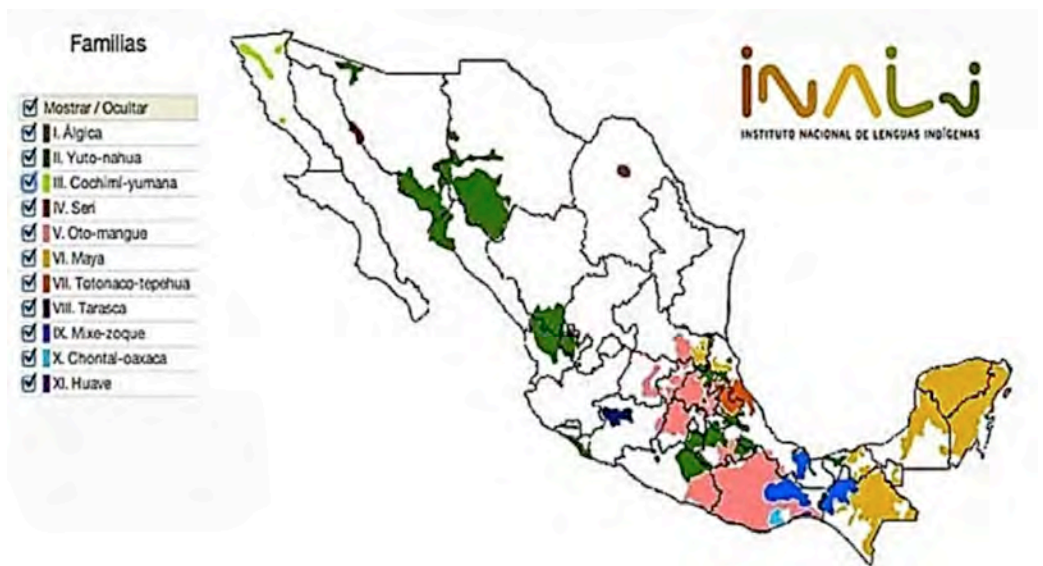 Familias
Mostrar / Ocultar
I. Álgica
II. Yuto-nahua
III. Cochimí-yumana
IV. Seri
V. Oto-mangue
VI. Maya
VII. Totonaco-tepehua
VIII. Tarasca
IX. Mixe-zoque
X. Chontal-oaxaca
XI. Huave
INALI
INSTITUTO NACIONAL DE LENGUAS INDÍGENAS